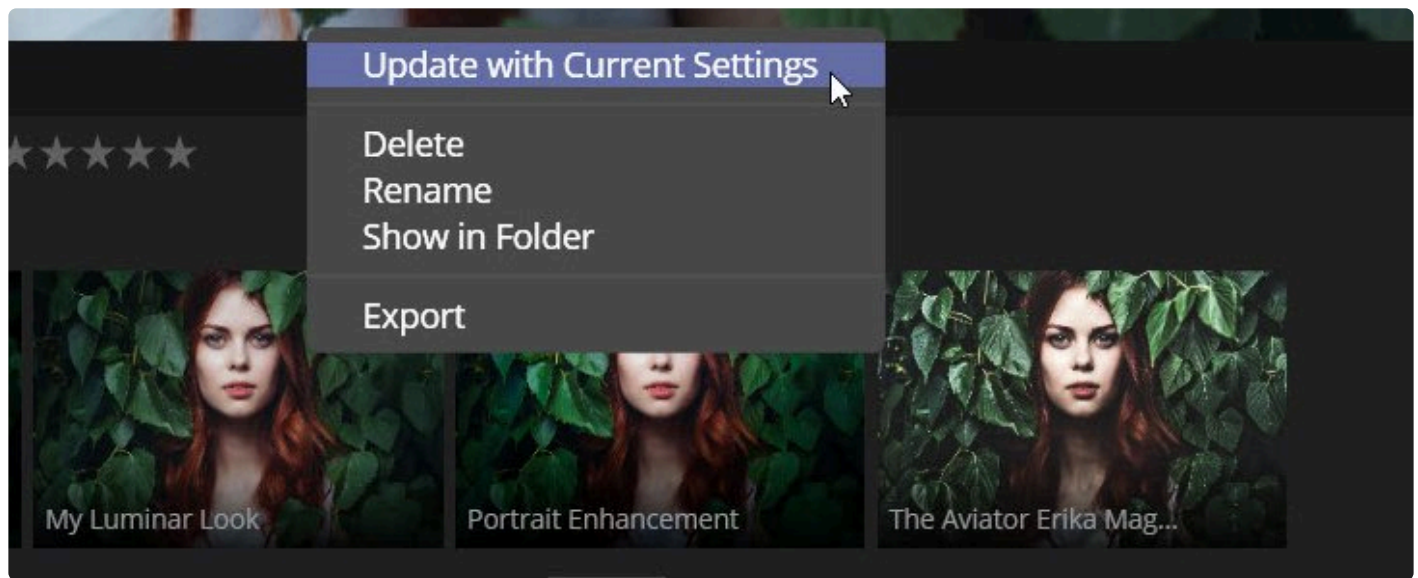 Update with Current Settings
Delete
Rename
Show in Folder
Export
My Luminar Look
Portrait Enhancement
The Aviator Erika Mag...